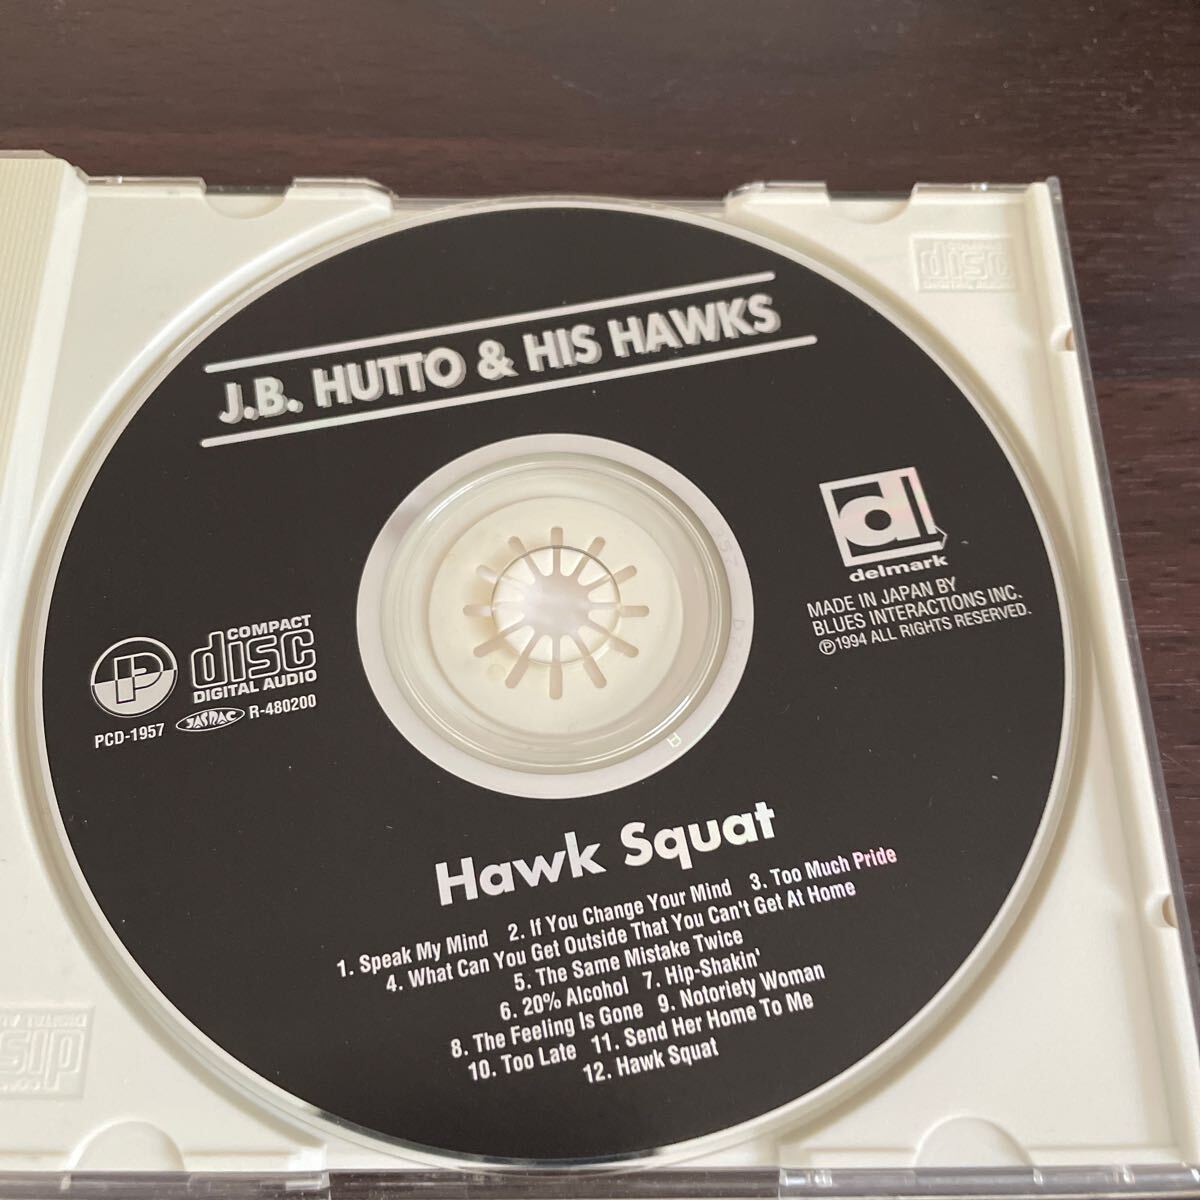 J.B. HUTTO & HIS HAWKS
dl
delmark
MADE IN JAPAN BY
BLUES INTERACTIONS INC.
Ⓟ1994 ALL RIGHTS RESERVED.
P
COMPACT
disc
DIGITAL AUDIO
PCD-1957
JASRAC
R-480200
Hawk Squat
1. Speak My Mind 2. If You Change Your Mind 3. Too Much Pride
4. What Can You Get Outside That You Can't Get At Home
5. The Same Mistake Twice
6. 20% Alcohol 7. Hip-Shakin'
8. The Feeling Is Gone 9. Notoriety Woman
10. Too Late 11. Send Her Home To Me
12. Hawk Squat
COMPACT
disc
DIGITAL AUDIO
disc